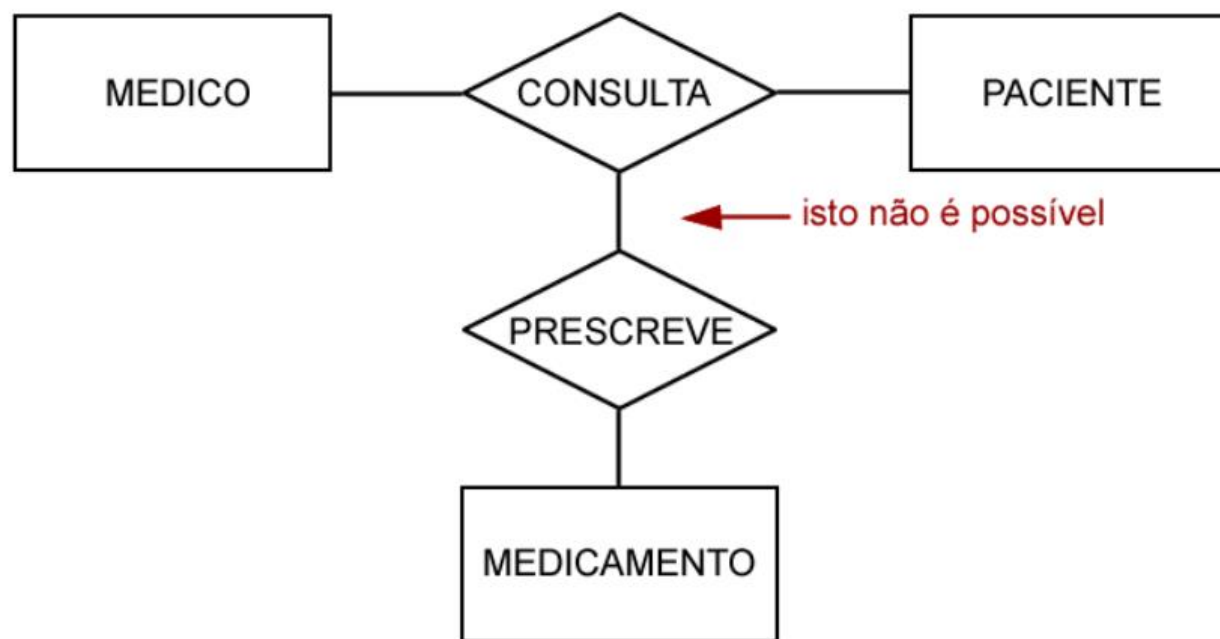 MEDICO
CONSULTA
PACIENTE
isto não é possível
PRESCREVE
MEDICAMENTO